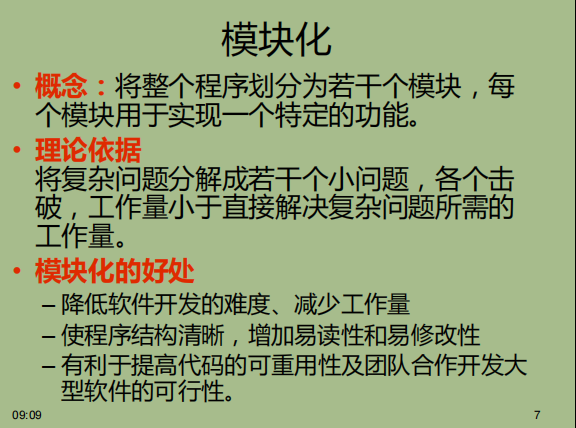 模块化
• 概念：将整个程序划分为若干个模块，每
个模块用于实现一个特定的功能。
• 理论依据
将复杂问题分解成若干个小问题，各个击
破，工作量小于直接解决复杂问题所需的
工作量。
• 模块化的好处
– 降低软件开发的难度、减少工作量
– 使程序结构清晰，增加易读性和易修改性
– 有利于提高代码的可重用性及团队合作开发大
型软件的可行性。
09:09
7